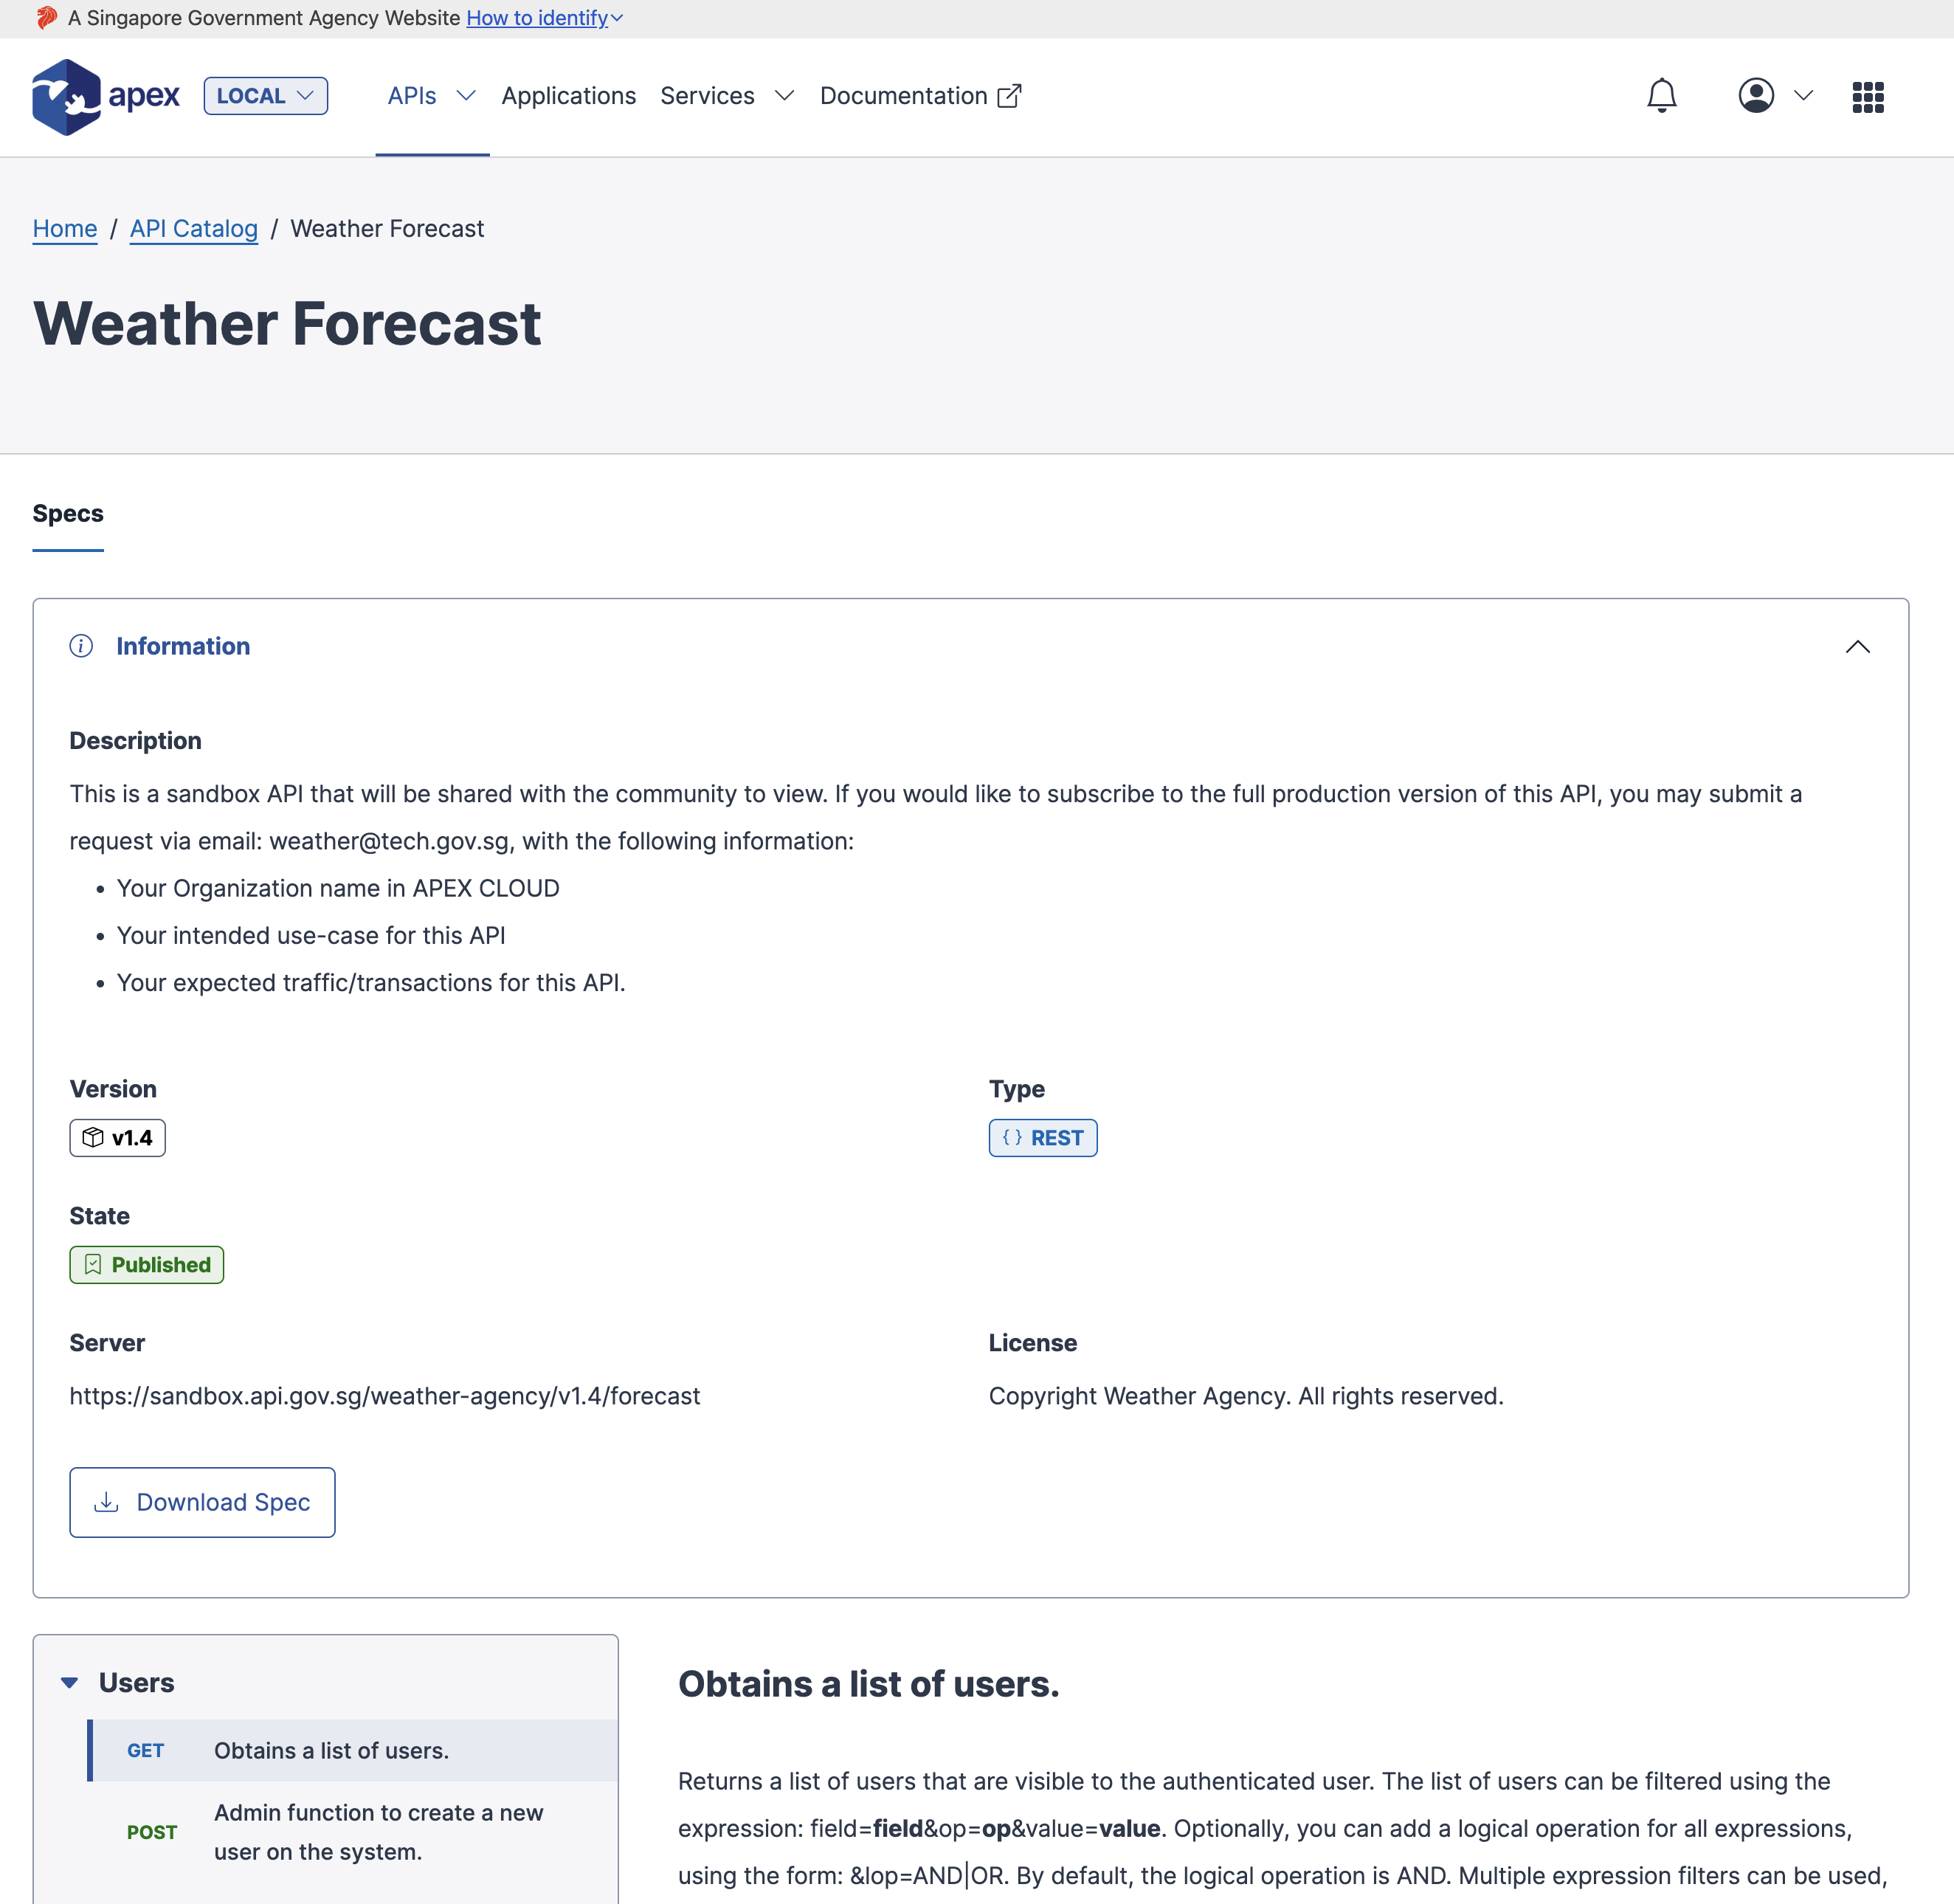 A Singapore Government Agency Website How to identify
apex
LOCAL
APIs
Applications
Services
Documentation
Home / API Catalog / Weather Forecast
Weather Forecast
Specs
Information
Description
This is a sandbox API that will be shared with the community to view. If you would like to subscribe to the full production version of this API, you may submit a
request via email: weather@tech.gov.sg, with the following information:
• Your Organization name in APEX CLOUD
• Your intended use-case for this API
• Your expected traffic/transactions for this API.
Version
v1.4
Type
{ } REST
State
Published
Server
https://sandbox.api.gov.sg/weather-agency/v1.4/forecast
License
Copyright Weather Agency. All rights reserved.
Download Spec
Users
GET Obtains a list of users.
POST Admin function to create a new
user on the system.
Obtains a list of users.
Returns a list of users that are visible to the authenticated user. The list of users can be filtered using the
expression: field=field&op=op&value=value. Optionally, you can add a logical operation for all expressions,
using the form: &lop=AND|OR. By default, the logical operation is AND. Multiple expression filters can be used,